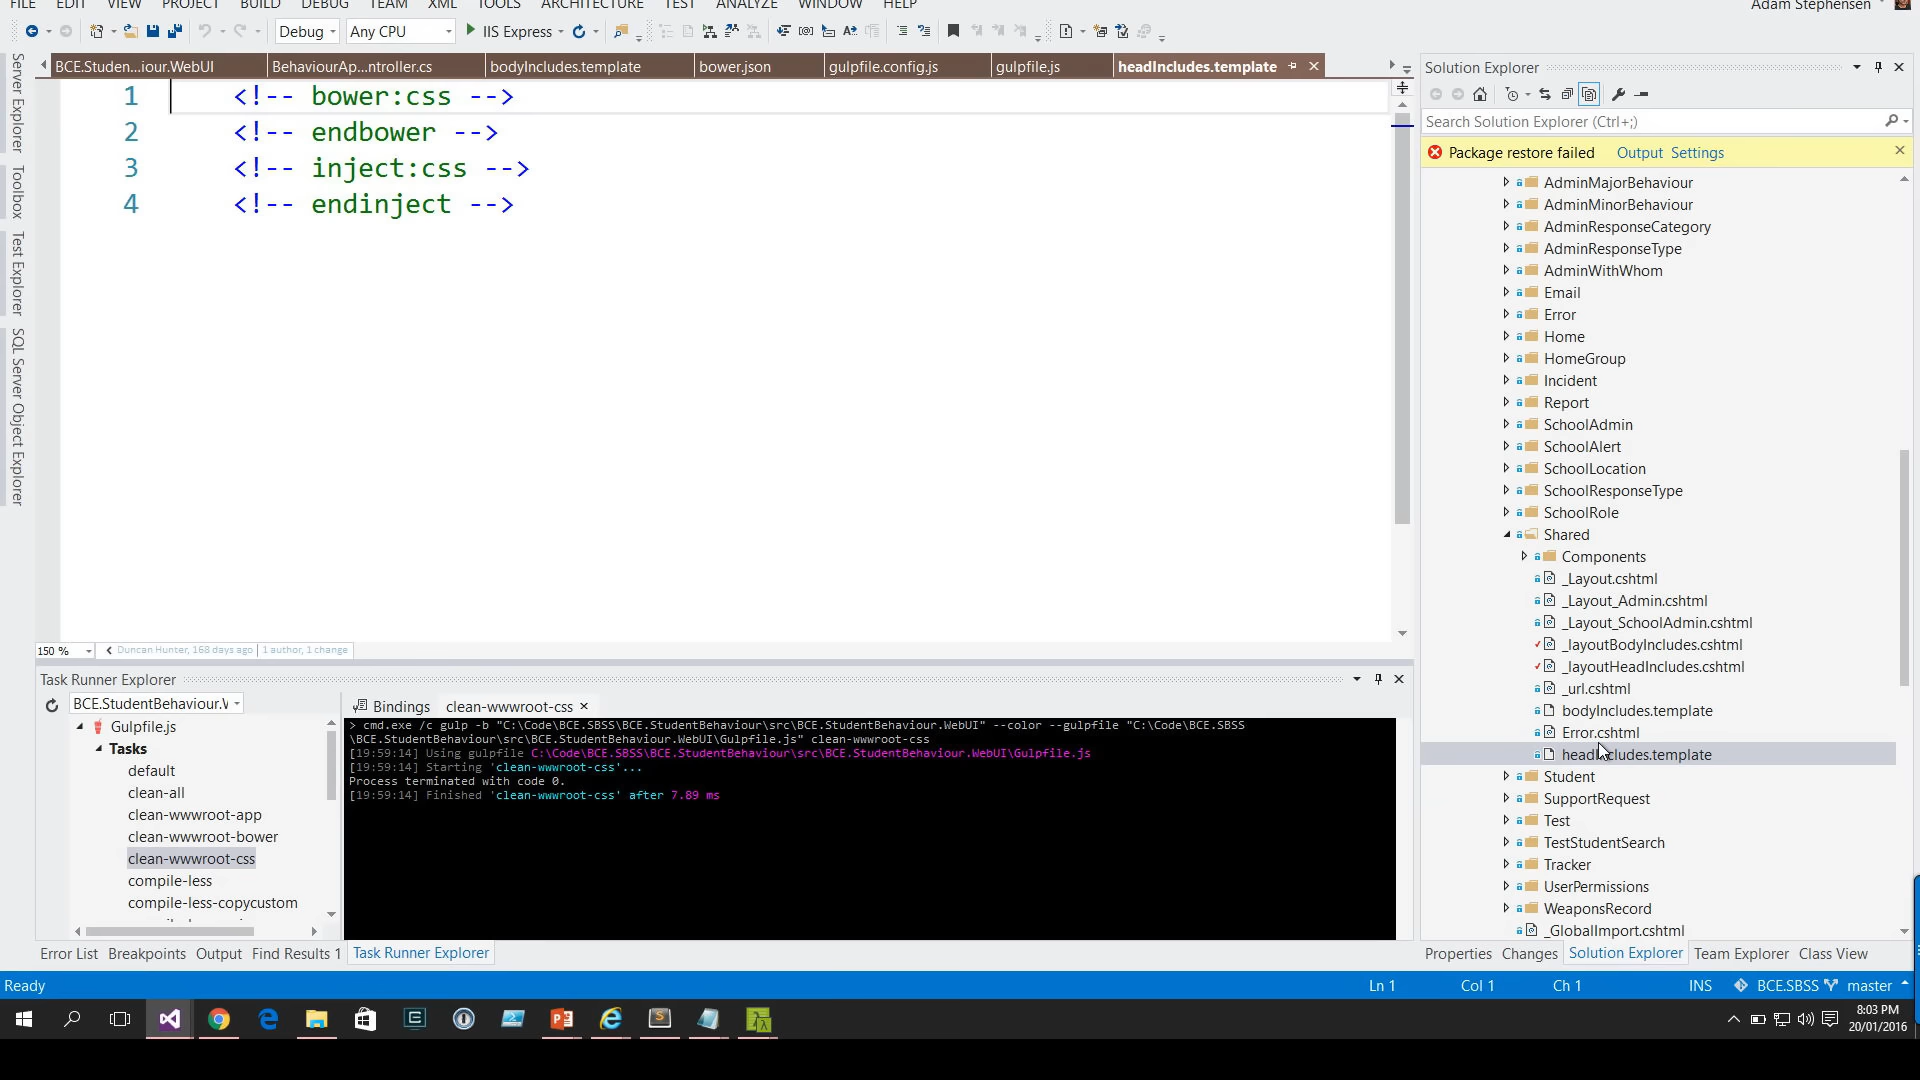 FILE EDIT VIEW PROJECT BUILD DEBUG TEAM XML TOOLS ARCHITECTURE TEST ANALYZE WINDOW HELP
Adam Stephensen
Debug Any CPU IIS Express
BCE.Studen...iour.WebUI BehaviourAp...ntroller.cs bodyIncludes.template bower.json gulpfile.config.js gulpfile.js headIncludes.template
Server Explorer
Toolbox
Test Explorer
SQL Server Object Explorer
1 <!-- bower:css -->
2 <!-- endbower -->
3 <!-- inject:css -->
4 <!-- endinject -->
150 % Duncan Hunter, 168 days ago | 1 author, 1 change
Task Runner Explorer
BCE.StudentBehaviour.\
Gulpfile.js
Tasks
default
clean-all
clean-wwwroot-app
clean-wwwroot-bower
clean-wwwroot-css
compile-less
compile-less-copycustom
Bindings clean-wwwroot-css
> cmd.exe /c gulp -b "C:\Code\BCE.SBSS\BCE.StudentBehaviour\src\BCE.StudentBehaviour.WebUI" --color --gulpfile "C:\Code\BCE.SBSS
\BCE.StudentBehaviour\src\BCE.StudentBehaviour.WebUI\Gulpfile.js" clean-wwwroot-css
[19:59:14] Using gulpfile C:\Code\BCE.SBSS\BCE.StudentBehaviour\src\BCE.StudentBehaviour.WebUI\Gulpfile.js
[19:59:14] Starting 'clean-wwwroot-css'...
Process terminated with code 0.
[19:59:14] Finished 'clean-wwwroot-css' after 7.89 ms
Error List Breakpoints Output Find Results 1 Task Runner Explorer
Solution Explorer
Search Solution Explorer (Ctrl+;)
Package restore failed Output Settings
AdminMajorBehaviour
AdminMinorBehaviour
AdminResponseCategory
AdminResponseType
AdminWithWhom
Email
Error
Home
HomeGroup
Incident
Report
SchoolAdmin
SchoolAlert
SchoolLocation
SchoolResponseType
SchoolRole
Shared
Components
_Layout.cshtml
_Layout_Admin.cshtml
_Layout_SchoolAdmin.cshtml
_layoutBodyIncludes.cshtml
_layoutHeadIncludes.cshtml
_url.cshtml
bodyIncludes.template
Error.cshtml
headIncludes.template
Student
SupportRequest
Test
TestStudentSearch
Tracker
UserPermissions
WeaponsRecord
_GlobalImport.cshtml
Properties Changes Solution Explorer Team Explorer Class View
Ready Ln 1 Col 1 Ch 1 INS BCE.SBSS master
8:03 PM
20/01/2016